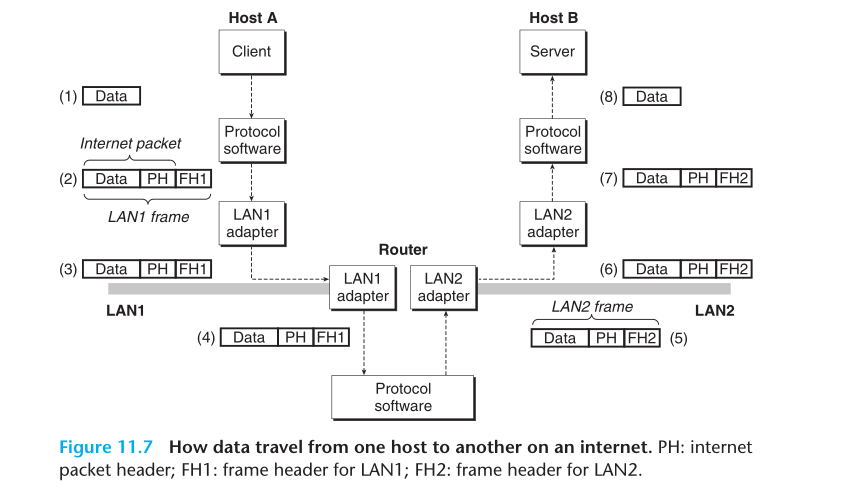 Host A
Host B
Client
Server
(1) Data
(8) Data
Protocol
software
Protocol
software
Internet packet
(2) Data PH FH1
(7) Data PH FH2
LAN1 frame
LAN1
adapter
LAN2
adapter
Router
(3) Data PH FH1
(6) Data PH FH2
LAN1
adapter
LAN2
adapter
LAN1
LAN2 frame
LAN2
(4) Data PH FH1
Data PH FH2 (5)
Protocol
software
Figure 11.7 How data travel from one host to another on an internet. PH: internet
packet header; FH1: frame header for LAN1; FH2: frame header for LAN2.